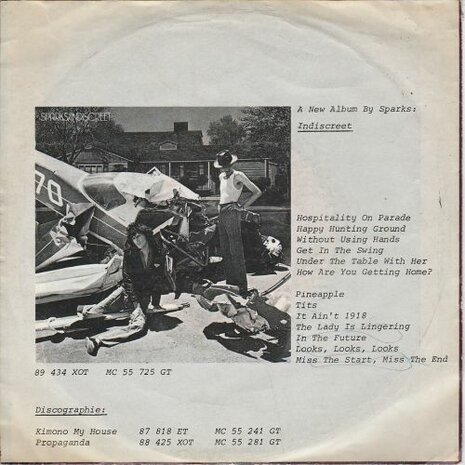 A New Album By Sparks:
Indiscreet
SPARKS/INDISCREET
70
Hospitality On Parade
Happy Hunting Ground
Without Using Hands
Get In The Swing
Under The Table With Her
How Are You Getting Home?
Pineapple
Tits
It Ain't 1918
The Lady Is Lingering
In The Future
Looks, Looks, Looks
Miss The Start, Miss The End
89 434 XOT MC 55 725 GT
Discographie:
Kimono My House 87 818 ET MC 55 241 GT
Propaganda 88 425 XOT MC 55 281 GT